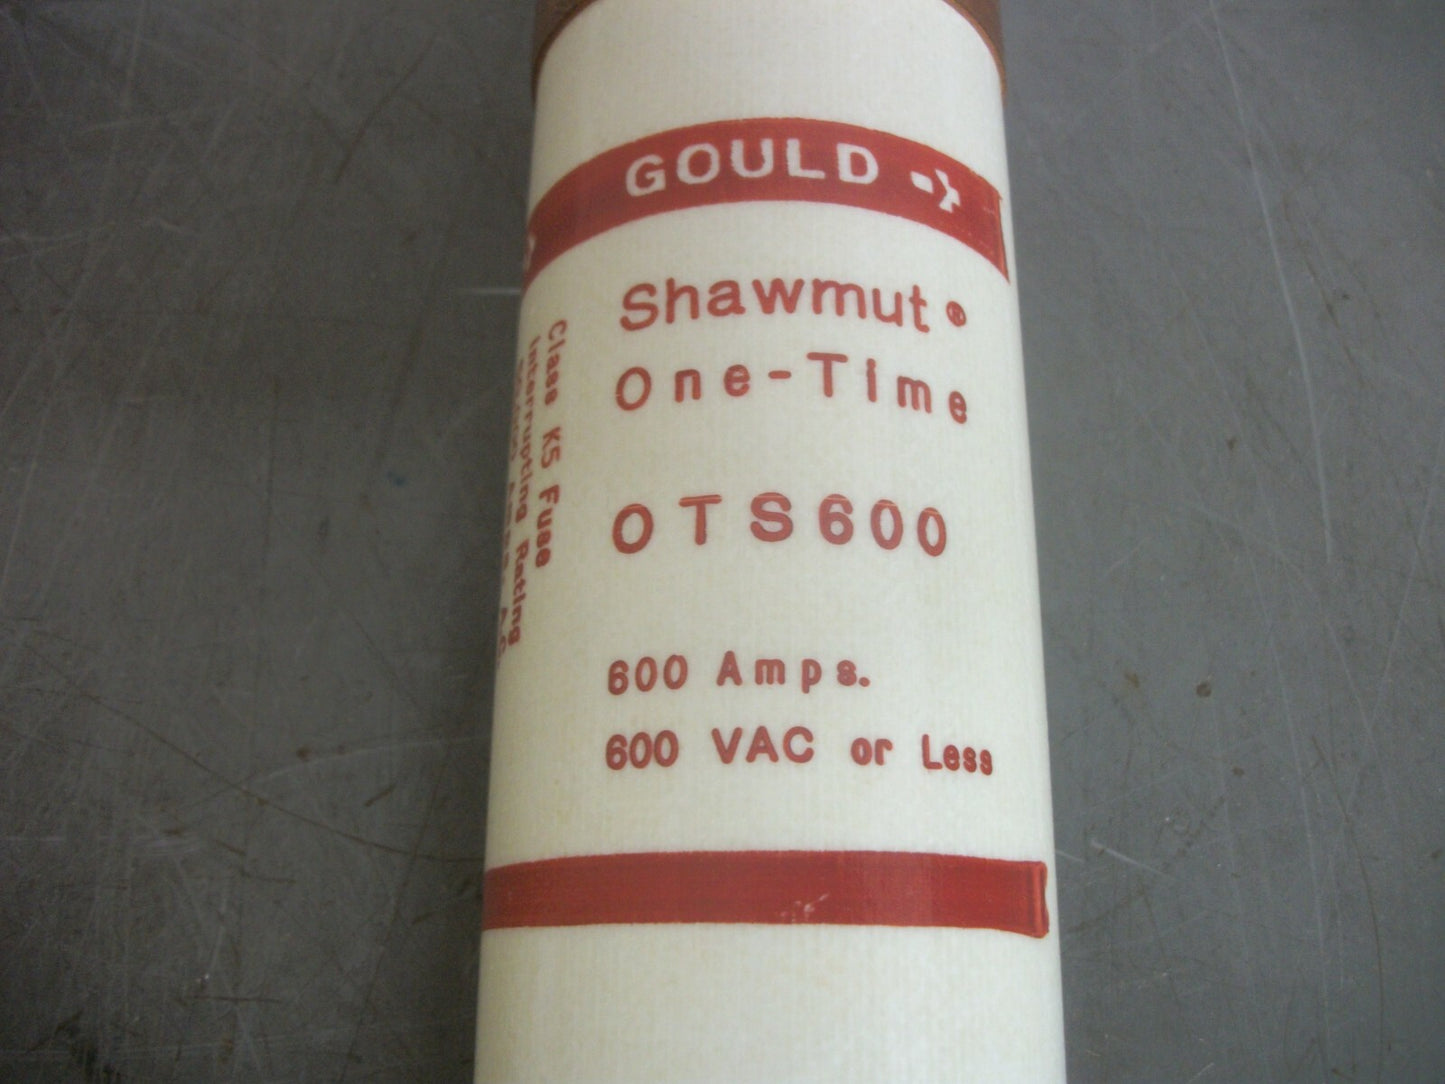 GOULD
Shawmut®
One-Time
OTS600
600 Amps.
600 VAC or Less
Class K5 Fuse
Interrupting Rating